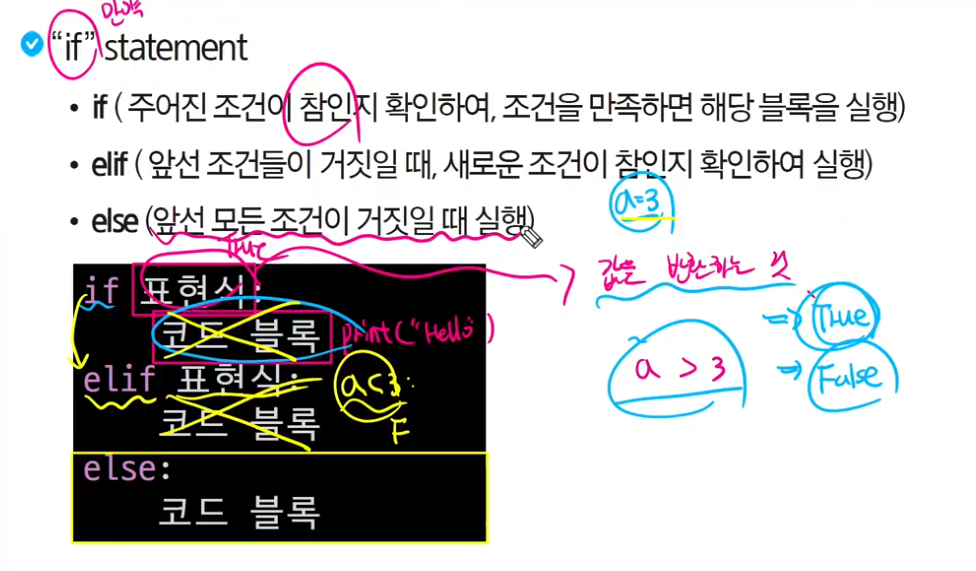 만약
“if” statement
• if ( 주어진 조건이 참인지 확인하여, 조건을 만족하면 해당 블록을 실행)
• elif ( 앞선 조건들이 거짓일 때, 새로운 조건이 참인지 확인하여 실행)
a=3
• else (앞선 모든 조건이 거짓일 때 실행)
True
값을 반환하는 것
if 표현식:
코드 블록 print("Hello")
a > 3
⇒ True
⇒ False
elif 표현식: a<3:
코드 블록 F
else:
코드 블록